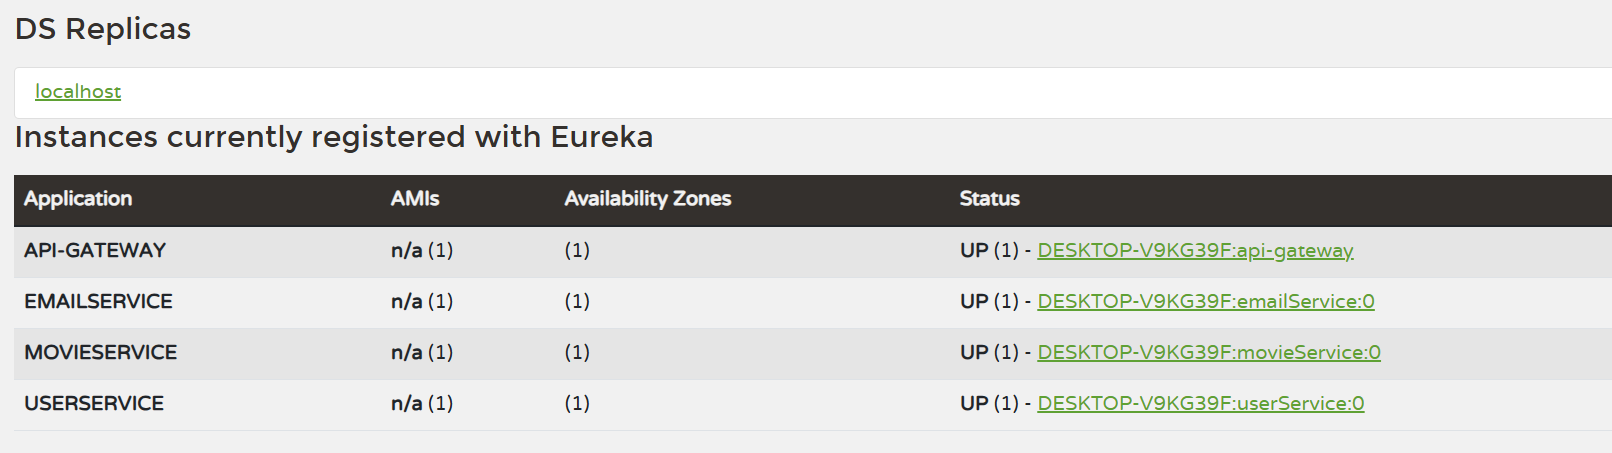 DS Replicas
localhost
Instances currently registered with Eureka
Application AMIs Availability Zones Status
API-GATEWAY n/a (1) (1) UP (1) - DESKTOP-V9KG39F:api-gateway
EMAILSERVICE n/a (1) (1) UP (1) - DESKTOP-V9KG39F:emailService:0
MOVIESERVICE n/a (1) (1) UP (1) - DESKTOP-V9KG39F:movieService:0
USERSERVICE n/a (1) (1) UP (1) - DESKTOP-V9KG39F:userService:0